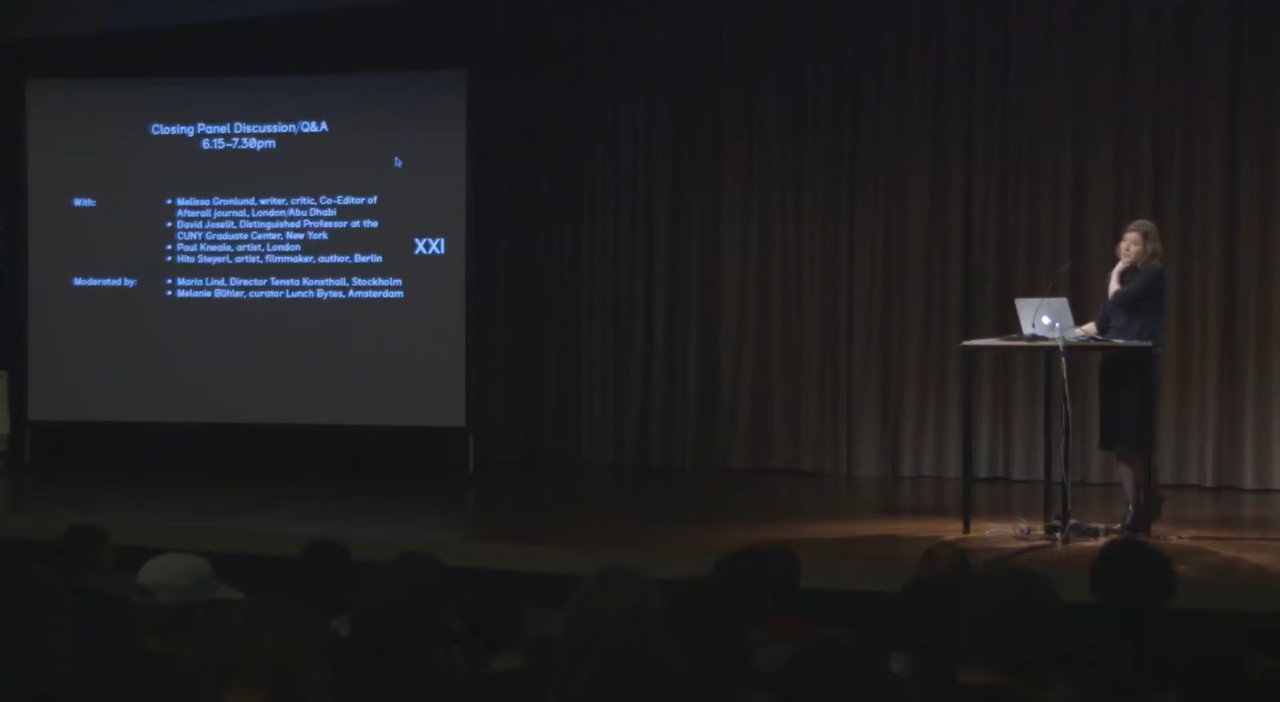 Closing Panel Discussion/Q&A
6.15–7.30pm
With:
• Melissa Gronlund, writer, critic, Co-Editor of
Afterall journal, London/Abu Dhabi
• David Joselit, Distinguished Professor at the
CUNY Graduate Center, New York
• Paul Kneale, artist, London
• Hito Steyerl, artist, filmmaker, author, Berlin
XXI
Moderated by:
• Maria Lind, Director Tensta Konsthall, Stockholm
• Melanie Bühler, curator Lunch Bytes, Amsterdam